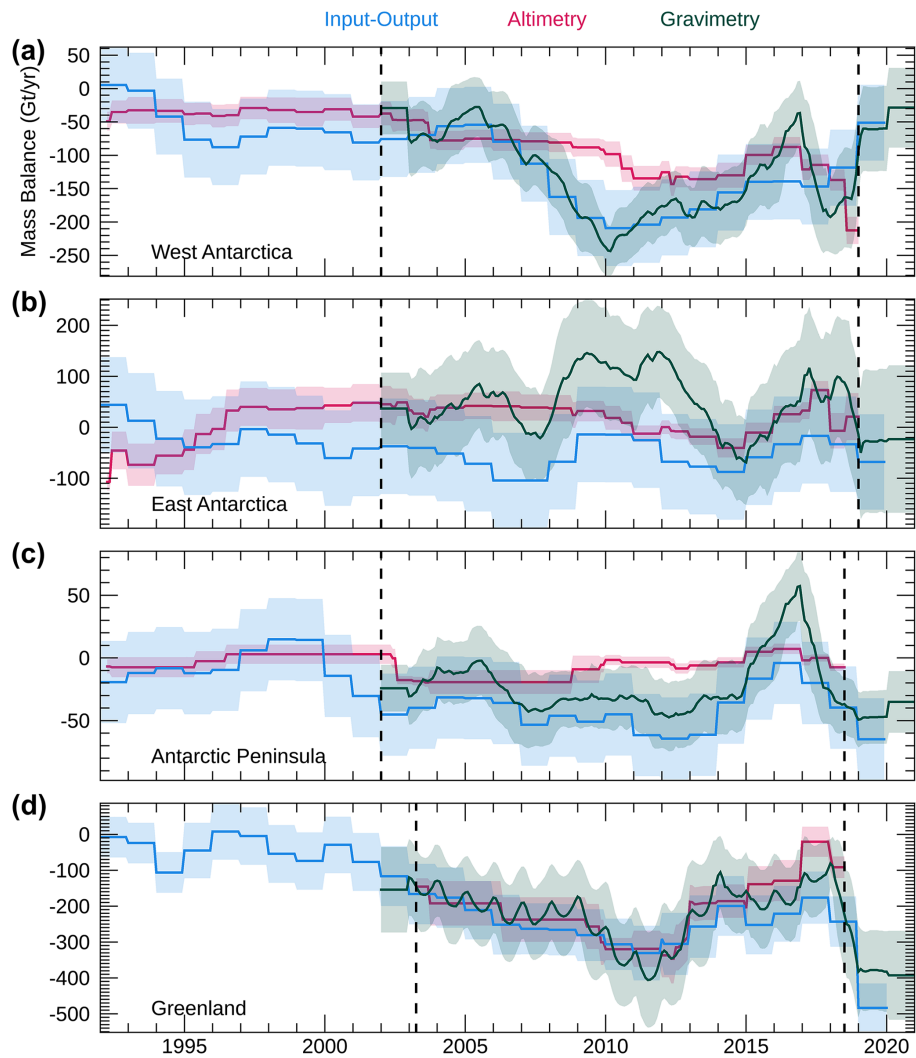 Input-Output Altimetry Gravimetry
(a)
Mass Balance (Gt/yr)
50
0
-50
-100
-150
-200
-250
West Antarctica
(b)
200
100
0
-100
East Antarctica
(c)
50
0
-50
Antarctic Peninsula
(d)
0
-100
-200
-300
-400
-500
Greenland
1995 2000 2005 2010 2015 2020